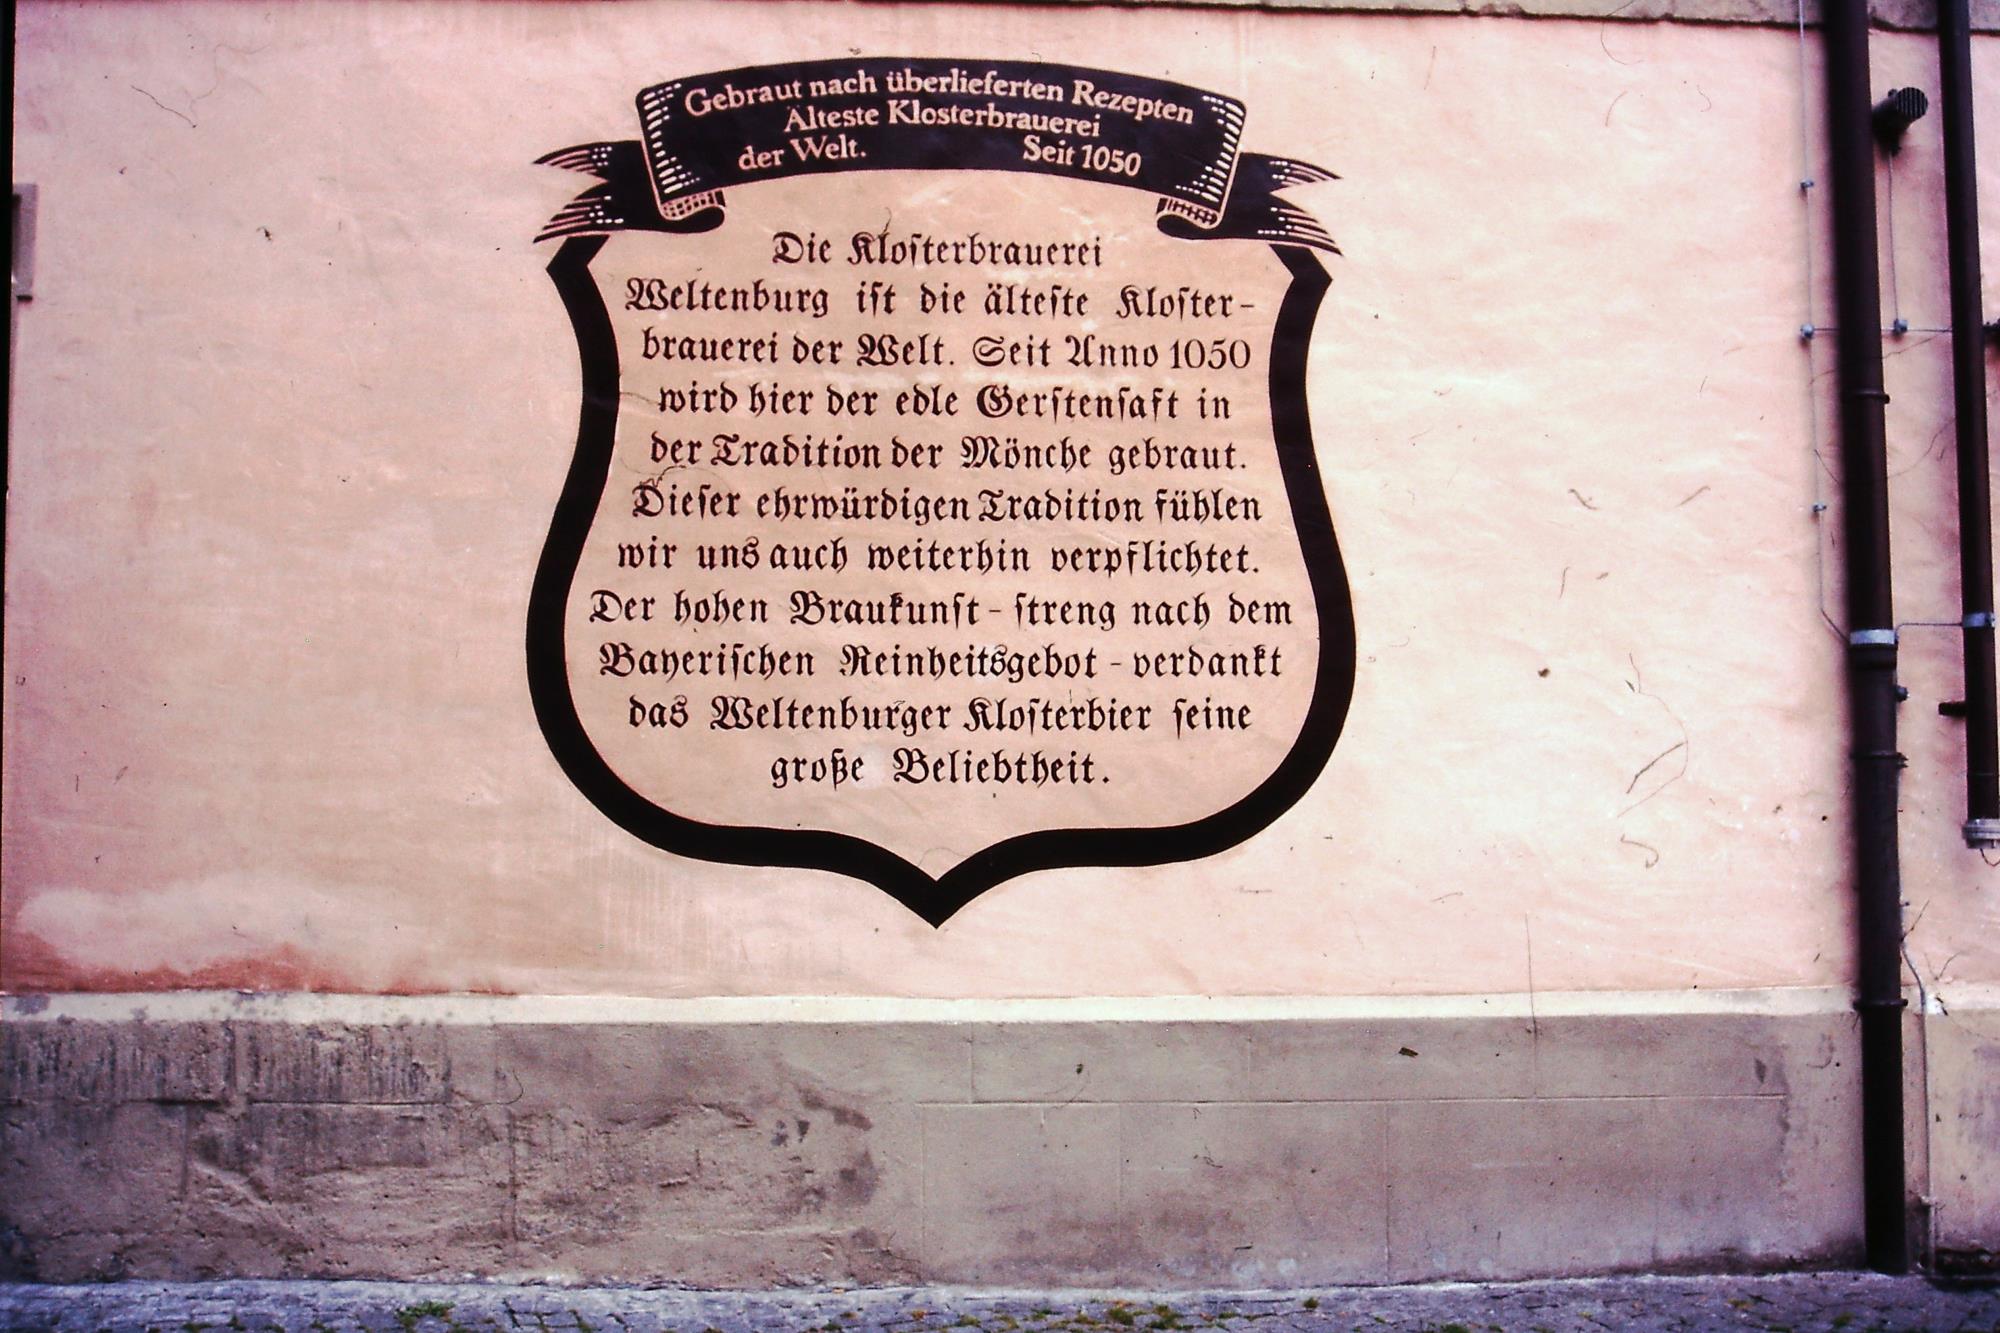 Gebraut nach überlieferten Rezepten
Älteste Klosterbrauerei
der Welt. Seit 1050
Die Kloſterbrauerei
Weltenburg iſt die älteſte Kloſter-
brauerei der Welt. Seit Anno 1050
wird hier der edle Gerſtenſaft in
der Tradition der Mönche gebraut.
Dieſer ehrwürdigen Tradition fühlen
wir uns auch weiterhin verpflichtet.
Der hohen Braukunſt - ſtreng nach dem
Bayeriſchen Reinheitsgebot - verdankt
das Weltenburger Kloſterbier ſeine
große Beliebtheit.